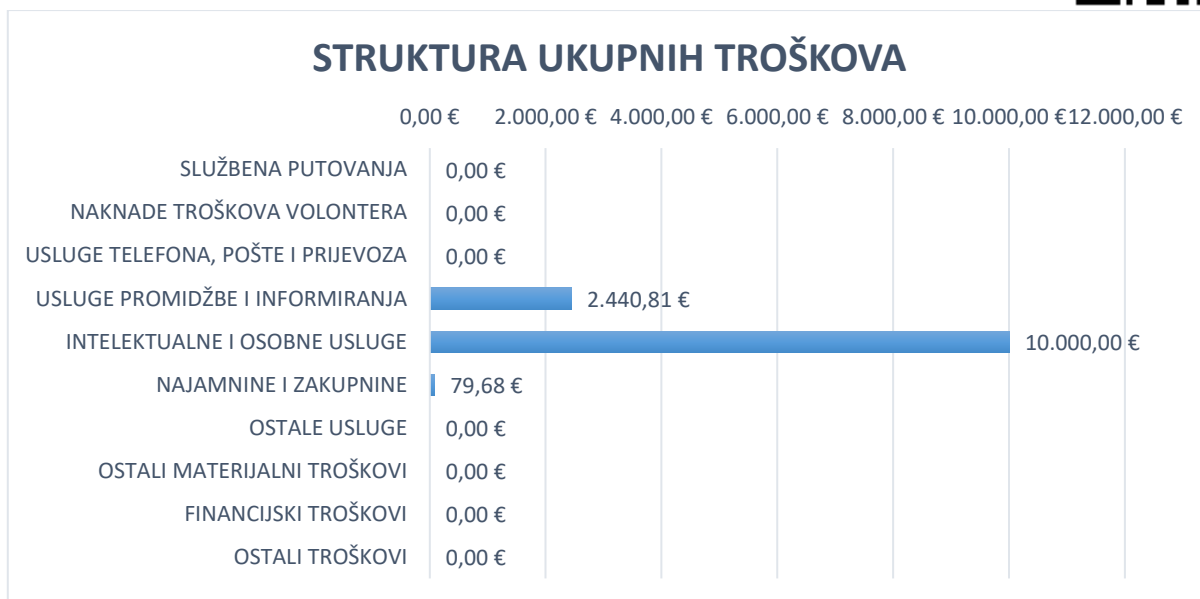 STRUKTURA UKUPNIH TROŠKOVA
0,00 € 2.000,00 € 4.000,00 € 6.000,00 € 8.000,00 € 10.000,00 € 12.000,00 €
SLUŽBENA PUTOVANJA 0,00 €
NAKNADE TROŠKOVA VOLONTERA 0,00 €
USLUGE TELEFONA, POŠTE I PRIJEVOZA 0,00 €
USLUGE PROMIDŽBE I INFORMIRANJA 2.440,81 €
INTELEKTUALNE I OSOBNE USLUGE 10.000,00 €
NAJAMNINE I ZAKUPNINE 79,68 €
OSTALE USLUGE 0,00 €
OSTALI MATERIJALNI TROŠKOVI 0,00 €
FINANCIJSKI TROŠKOVI 0,00 €
OSTALI TROŠKOVI 0,00 €